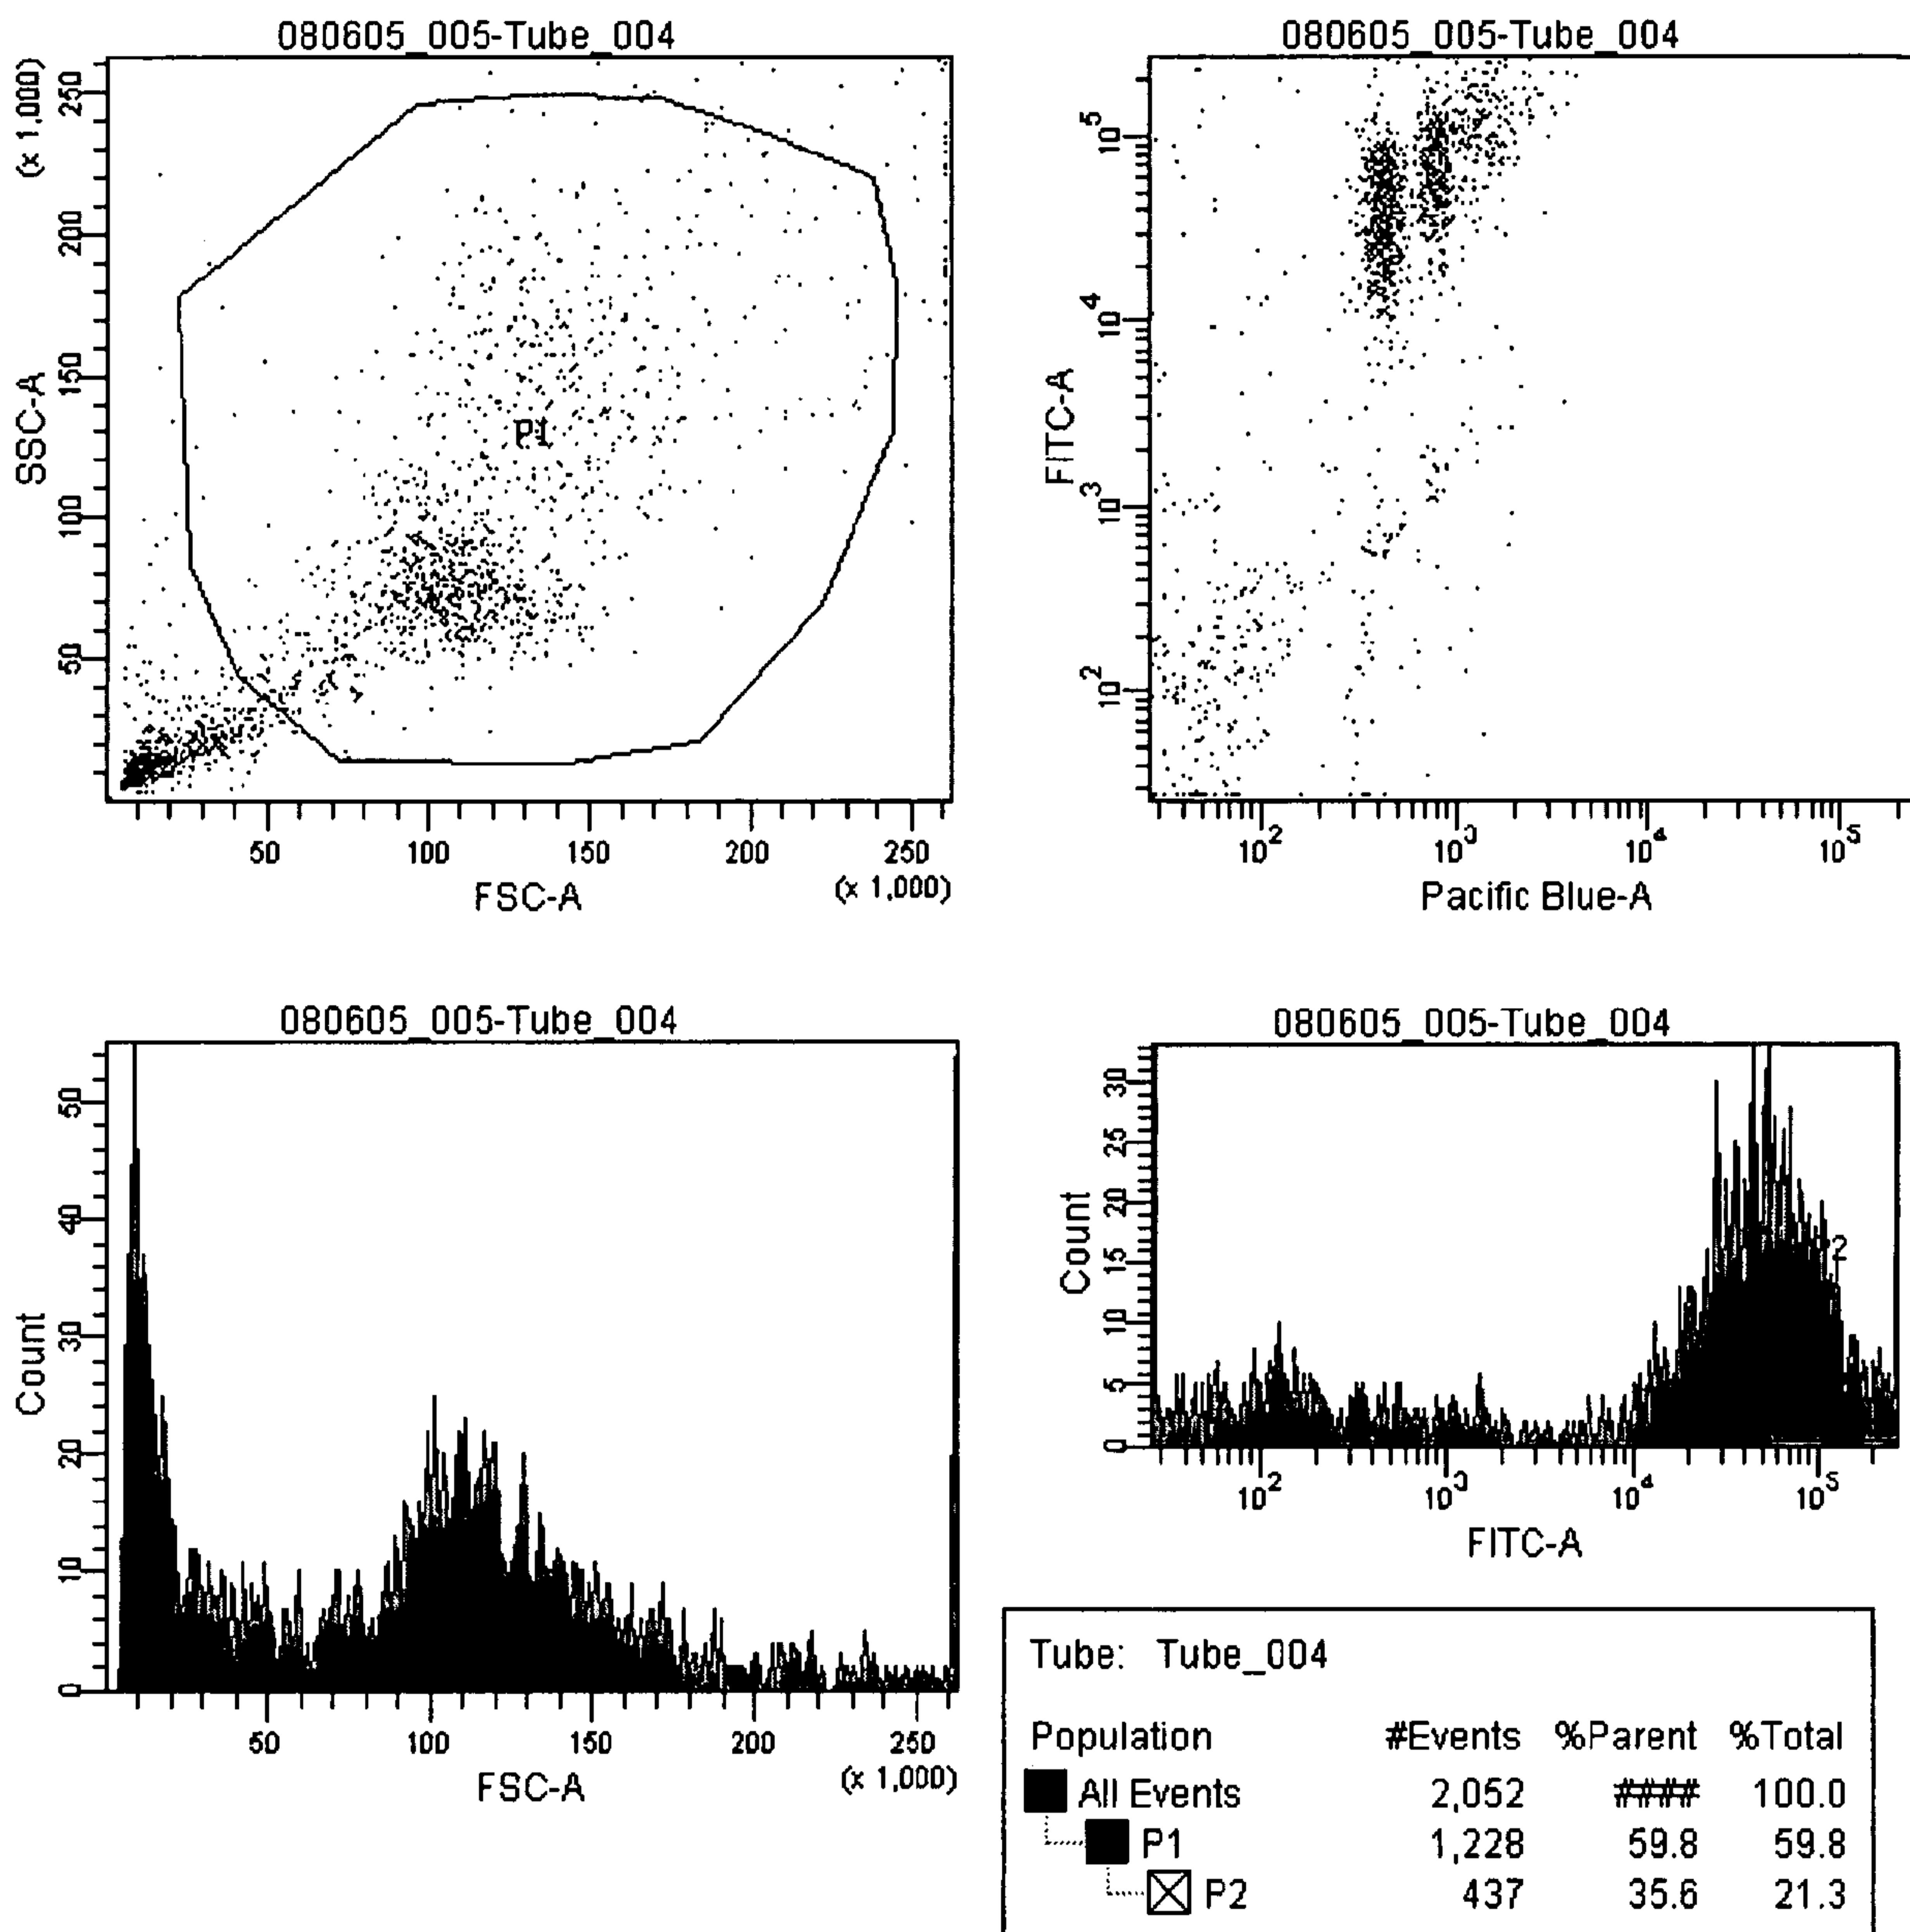 080605_005-Tube_004
(x 1,000)
250
200
150
100
50
SSC-A
P1
50 100 150 200 250
FSC-A (x 1,000)
080605_005-Tube_004
10^5
10^4
10^3
10^2
FITC-A
10^2 10^3 10^4 10^5
Pacific Blue-A
080605_005-Tube_004
50
40
30
20
10
0
Count
50 100 150 200 250
FSC-A (x 1,000)
080605_005-Tube_004
30
25
20
15
10
5
0
Count
P2
10^2 10^3 10^4 10^5
FITC-A
Tube: Tube_004
Population #Events %Parent %Total
All Events 2,052 #### 100.0
P1 1,228 59.8 59.8
P2 437 35.6 21.3